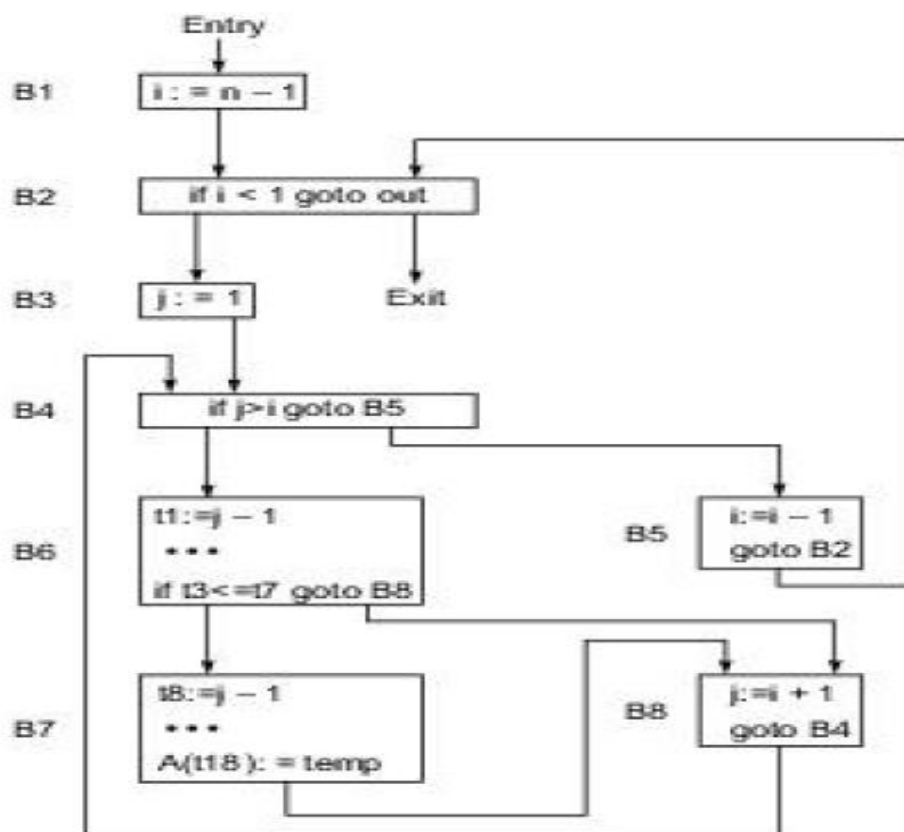 Entry
B1
i : = n – 1
B2
if i < 1 goto out
B3
j : = 1
Exit
B4
if j>i goto B5
B6
t1:=j – 1
•••
if t3<=t7 goto B8
B5
i:=i – 1
goto B2
B7
t8:=j – 1
•••
A(t18): = temp
B8
j:=i + 1
goto B4